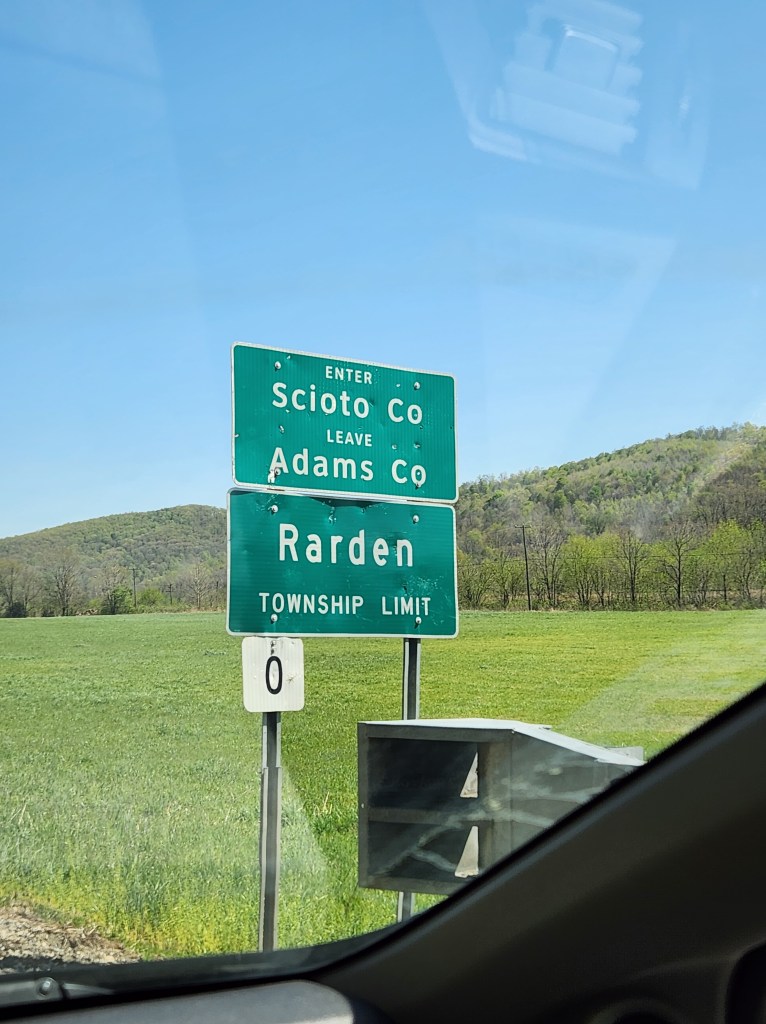 ENTER
Scioto Co
LEAVE
Adams Co
Rarden
TOWNSHIP LIMIT
0